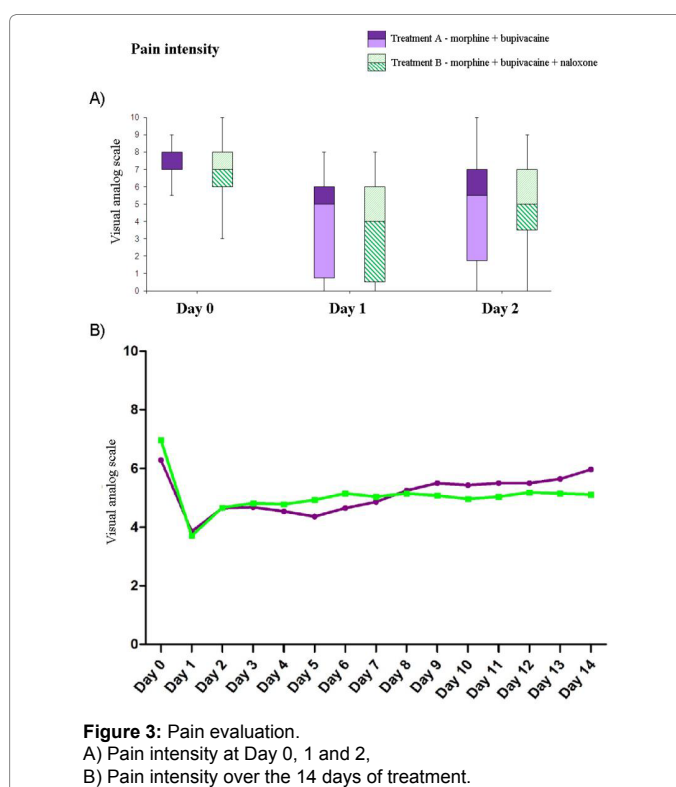 Pain intensity
Treatment A - morphine + bupivacaine
Treatment B - morphine + bupivacaine + naloxone
A)
Visual analog scale
10
9
8
7
6
5
4
3
2
1
0
Day 0 Day 1 Day 2
B)
Visual analog scale
10
8
6
4
2
0
Day 0 Day 1 Day 2 Day 3 Day 4 Day 5 Day 6 Day 7 Day 8 Day 9 Day 10 Day 11 Day 12 Day 13 Day 14
Figure 3: Pain evaluation.
A) Pain intensity at Day 0, 1 and 2,
B) Pain intensity over the 14 days of treatment.